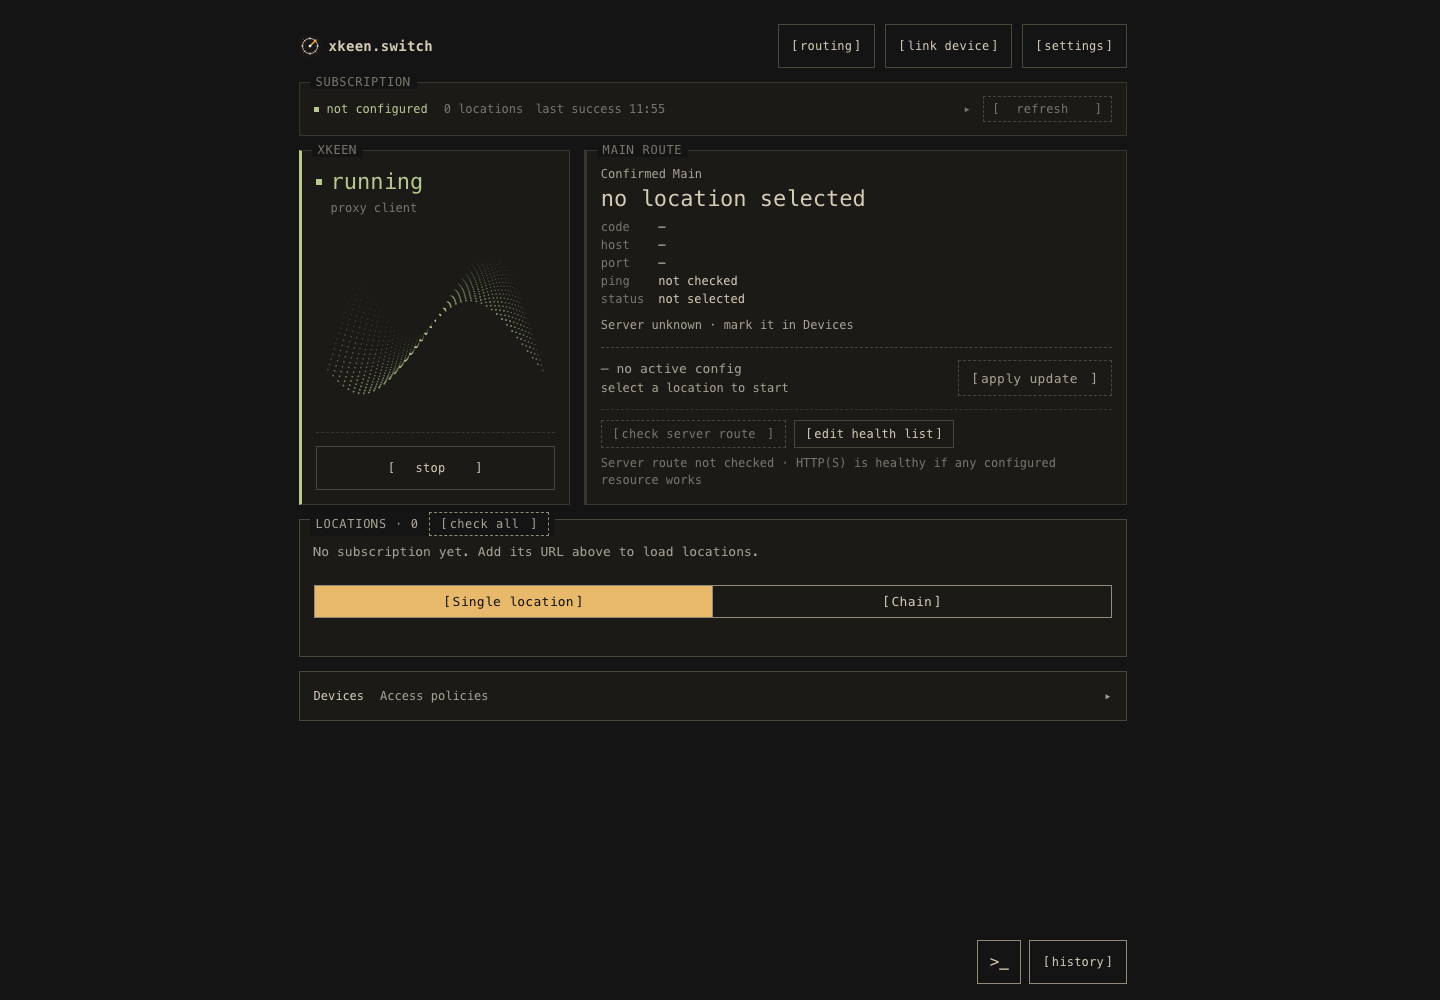 xkeen.switch
[routing] [link device] [settings]
SUBSCRIPTION
not configured 0 locations last success 11:55 ▸ [ refresh ]
XKEEN
running
proxy client
[ stop ]
MAIN ROUTE
Confirmed Main
no location selected
code —
host —
port —
ping not checked
status not selected
Server unknown · mark it in Devices
— no active config
select a location to start
[apply update ]
[check server route ] [edit health list]
Server route not checked · HTTP(S) is healthy if any configured
resource works
LOCATIONS · 0 [check all ]
No subscription yet. Add its URL above to load locations.
[Single location] [Chain]
Devices Access policies ▸
>_ [history]